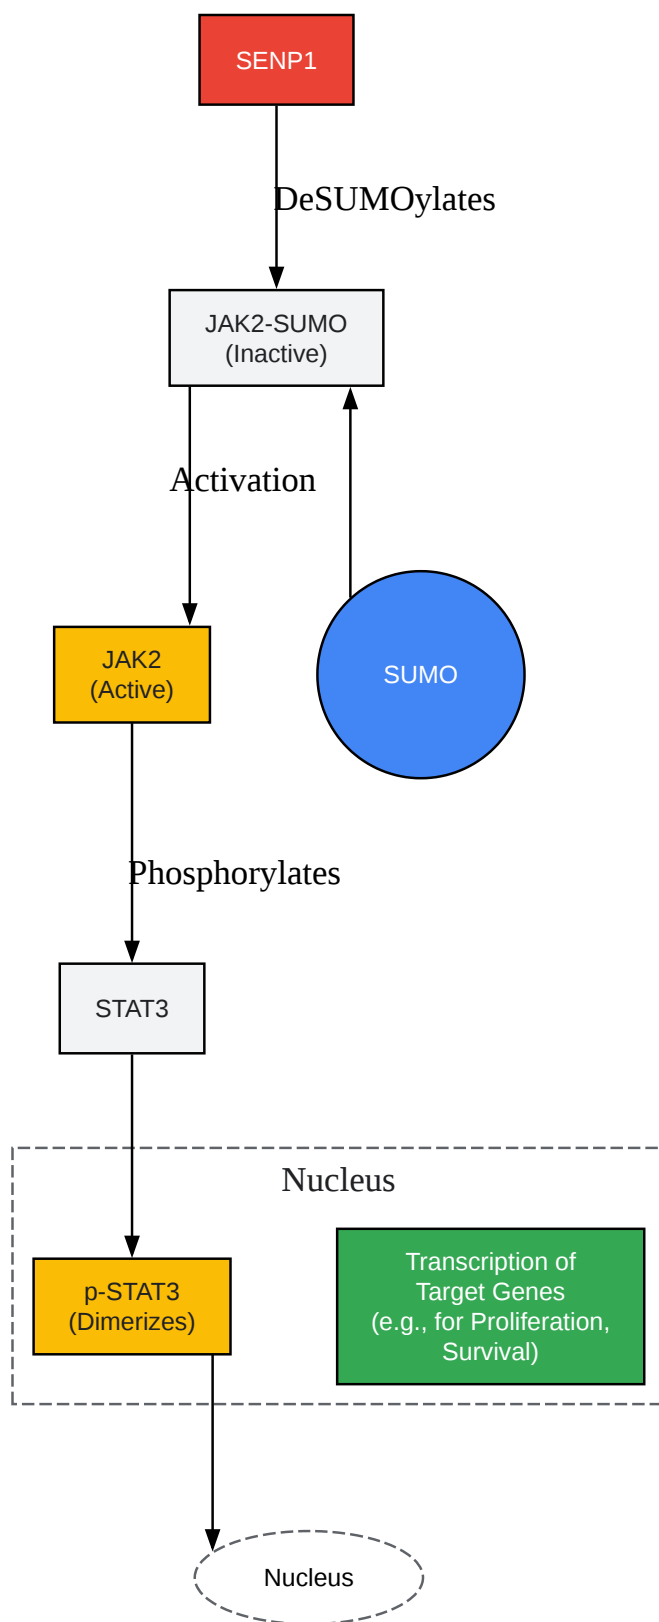 SENP1
DeSUMOylates
JAK2-SUMO
(Inactive)
Activation
JAK2
(Active)
SUMO
Phosphorylates
STAT3
Nucleus
p-STAT3
(Dimerizes)
Transcription of
Target Genes
(e.g., for Proliferation,
Survival)
Nucleus